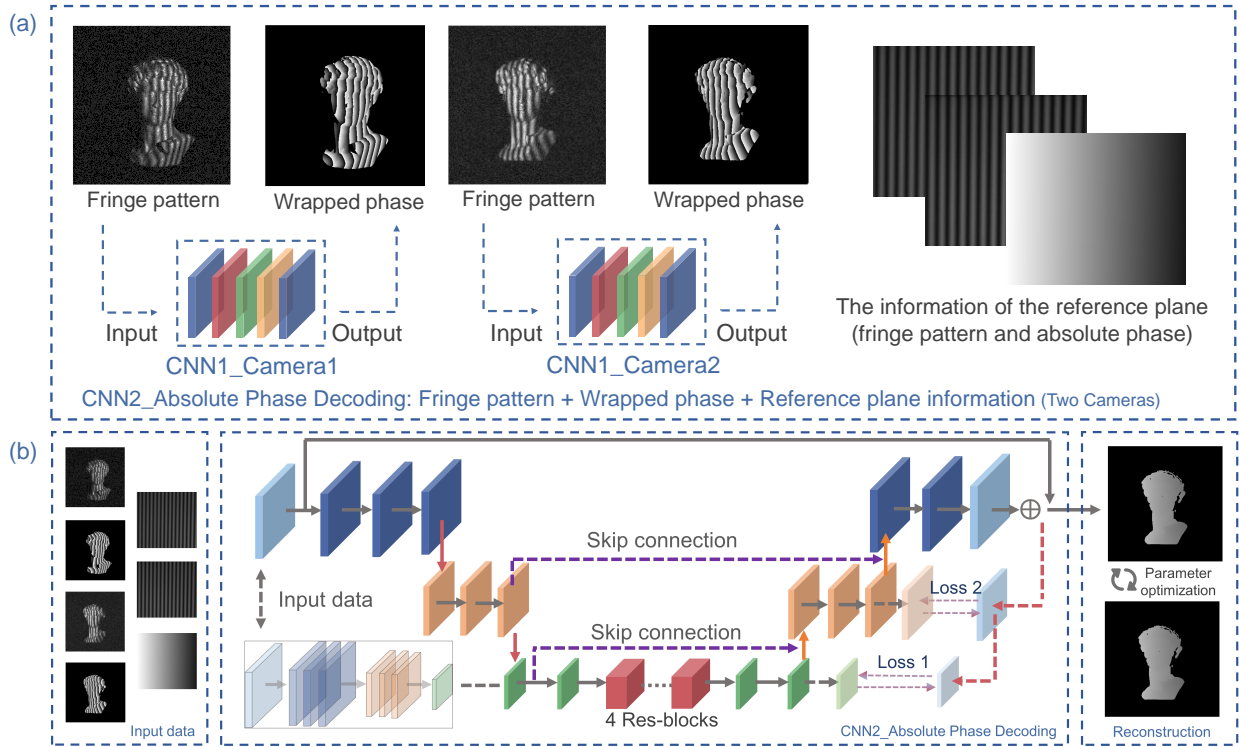 (a)
Fringe pattern
Wrapped phase
Fringe pattern
Wrapped phase
Input
Output
Input
Output
CNN1_Camera1
CNN1_Camera2
The information of the reference plane
(fringe pattern and absolute phase)
CNN2_Absolute Phase Decoding: Fringe pattern + Wrapped phase + Reference plane information (Two Cameras)
(b)
Skip connection
Input data
Loss 2
Parameter
optimization
Skip connection
Loss 1
4 Res-blocks
Input data
CNN2_Absolute Phase Decoding
Reconstruction